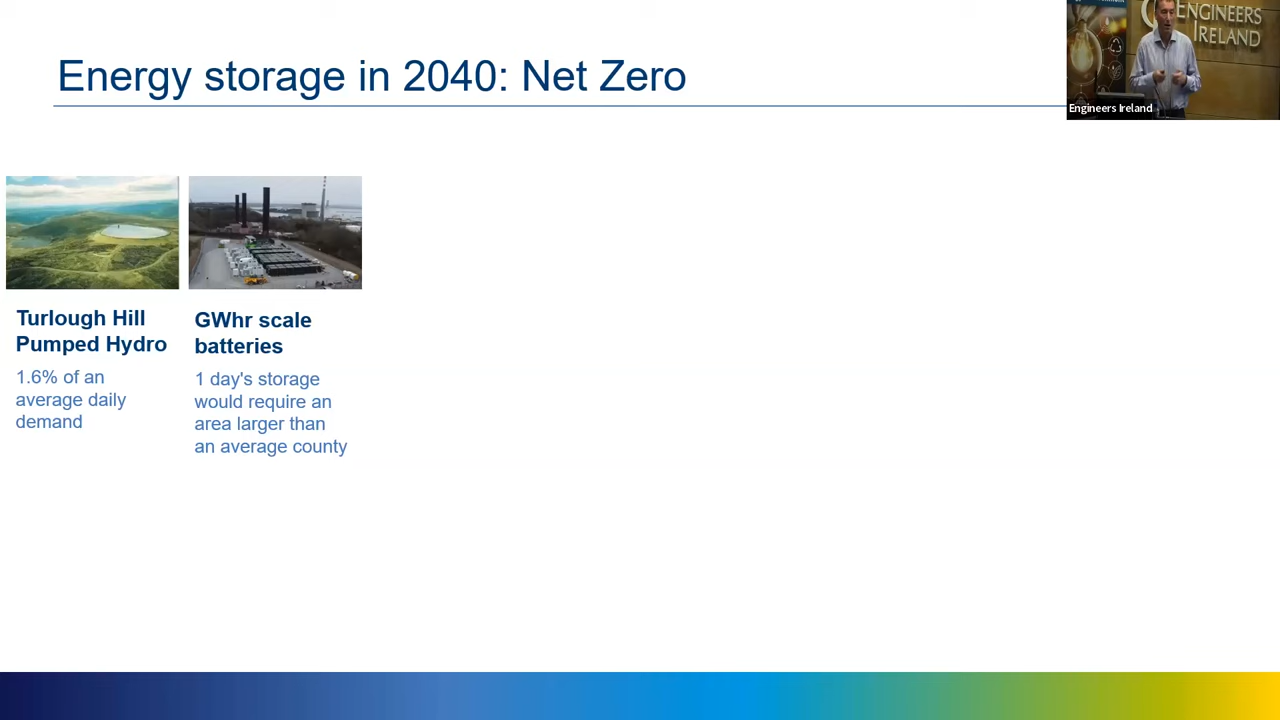 Energy storage in 2040: Net Zero
ENGINEERS
IRELAND
Engineers Ireland
Turlough Hill
Pumped Hydro
1.6% of an
average daily
demand
GWhr scale
batteries
1 day's storage
would require an
area larger than
an average county